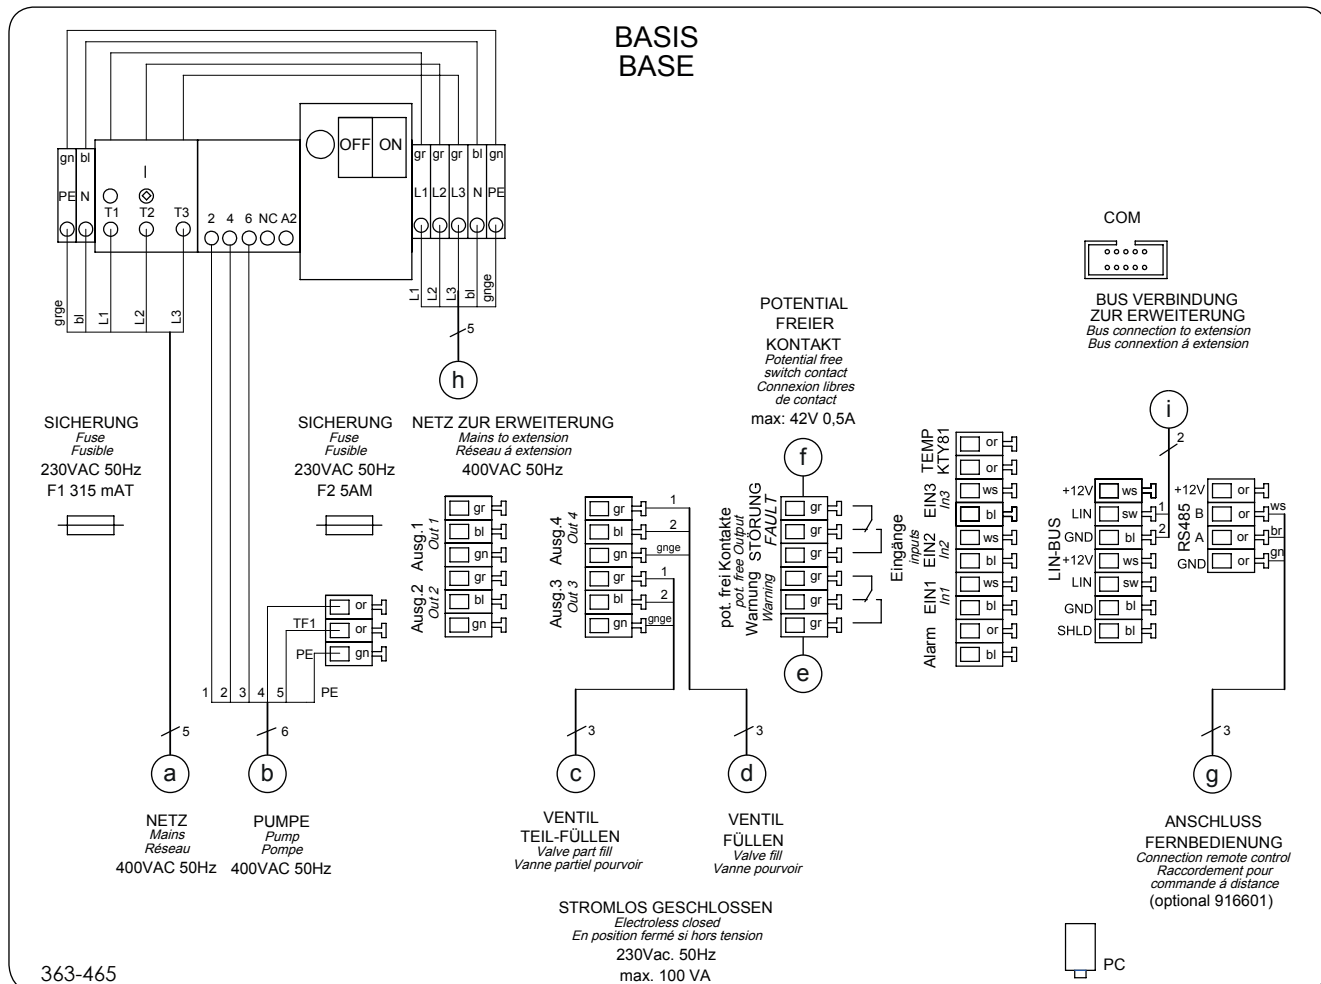 BASIS
BASE
gn bl
PE N
I
T1 T2 T3
2 4 6 NC A2
OFF ON
gr gr gr bl gn
L1 L2 L3 N PE
grge bl L1 L2 L3
L1 L2 L3 bl gnge
5
h
COM
BUS VERBINDUNG
ZUR ERWEITERUNG
Bus connection to extension
Bus connextion á extension
POTENTIAL
FREIER
KONTAKT
Potential free
switch contact
Connexion libres
de contact
max: 42V 0,5A
f
SICHERUNG
Fuse
Fusible
230VAC 50Hz
F1 315 mAT
SICHERUNG
Fuse
Fusible
230VAC 50Hz
F2 5AM
NETZ ZUR ERWEITERUNG
Mains to extension
Réseau á extension
400VAC 50Hz
Ausg.1
Out 1
gr
bl
gn
Ausg.2
Out 2
gr
bl
gn
Ausg.4
Out 4
gr 1
bl 2
gn gnge
Ausg.3
Out 3
gr 1
bl 2
gn gnge
pot. frei Kontakte
pot. free Output
STÖRUNG
FAULT
gr
gr
gr
Warnung
Warning
gr
gr
gr
e
Eingänge
inputs
TEMP
KTY81
or
or
EIN3
In3
ws
bl
EIN2
In2
ws
bl
EIN1
In1
ws
bl
Alarm
or
bl
i
2
LIN-BUS
+12V ws
LIN sw 1
GND bl 2
+12V ws
LIN sw
GND bl
SHLD bl
RS485
+12V or
B or ws
A or br
GND or gn
or
TF1 or
PE gn
1 2 3 4 5 PE
5
a
6
b
3
c
3
d
3
g
NETZ
Mains
Réseau
400VAC 50Hz
PUMPE
Pump
Pompe
400VAC 50Hz
VENTIL
TEIL-FÜLLEN
Valve part fill
Vanne partiel pourvoir
VENTIL
FÜLLEN
Valve fill
Vanne pourvoir
ANSCHLUSS
FERNBEDIENUNG
Connection remote control
Raccordement pour
commande á distance
(optional 916601)
STROMLOS GESCHLOSSEN
Electroless closed
En position fermé si hors tension
230Vac. 50Hz
max. 100 VA
PC
363-465